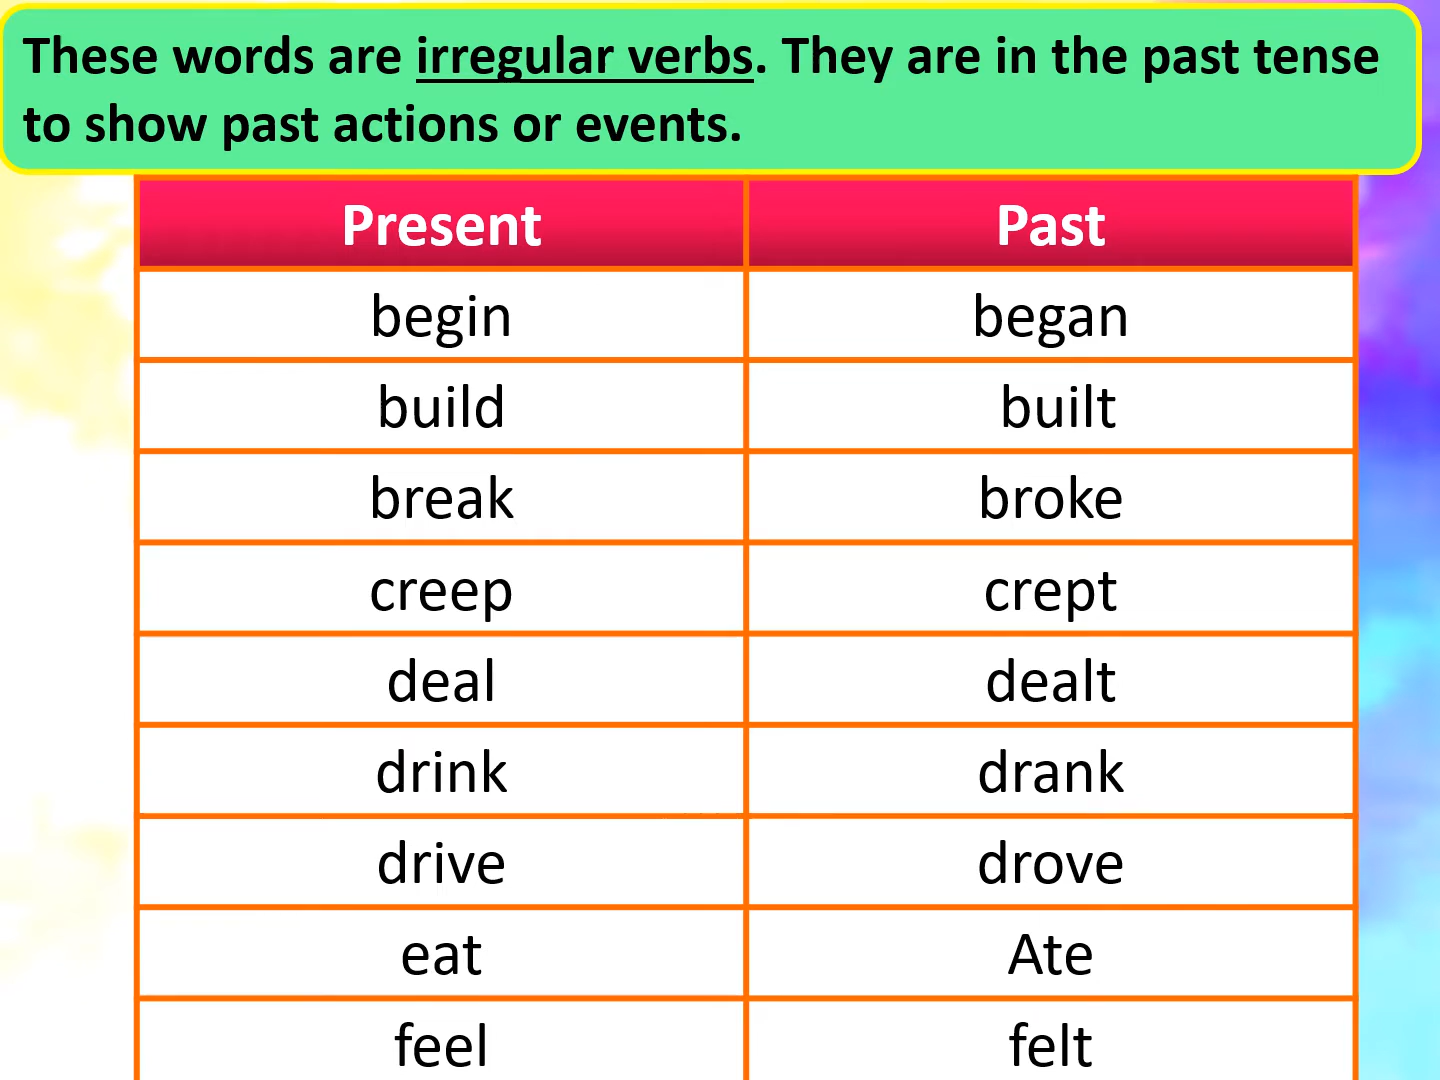 These words are irregular verbs. They are in the past tense
to show past actions or events.
Present Past
begin began
build built
break broke
creep crept
deal dealt
drink drank
drive drove
eat Ate
feel felt